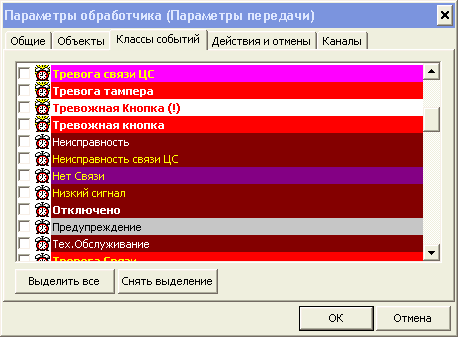 Параметры обработчика (Параметры передачи)
Общие Объекты Классы событий Действия и отмены Каналы
Тревога связи ЦС
Тревога тампера
Тревожная Кнопка (!)
Тревожная кнопка
Неисправность
Неисправность связи ЦС
Нет Связи
Низкий сигнал
Отключено
Предупреждение
Тех.Обслуживание
Тревога Связи
Выделить все Снять выделение
ОК Отмена